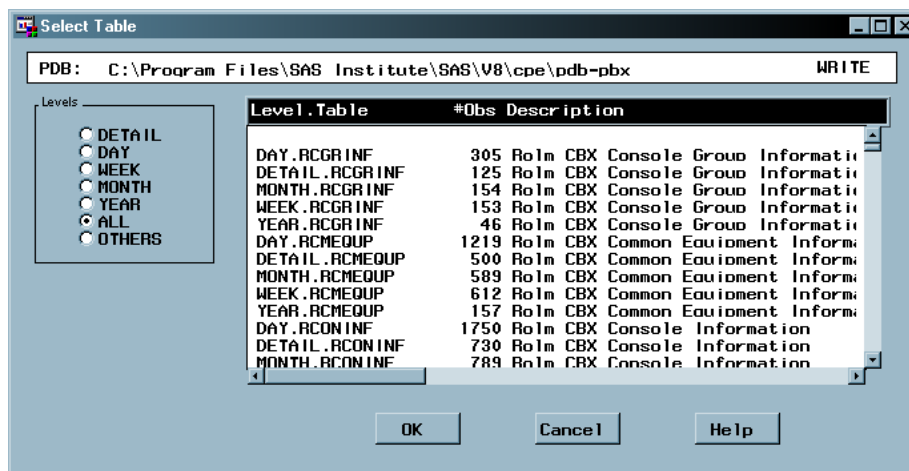 Select Table
PDB: C:\Program Files\SAS Institute\SAS\V8\cpe\pdb-pbx WRITE
Levels
DETAIL
DAY
WEEK
MONTH
YEAR
ALL
OTHERS
Level.Table #Obs Description
DAY.RCGRINF 305 Rolm CBX Console Group Informati
DETAIL.RCGRINF 125 Rolm CBX Console Group Informati
MONTH.RCGRINF 154 Rolm CBX Console Group Informati
WEEK.RCGRINF 153 Rolm CBX Console Group Informati
YEAR.RCGRINF 46 Rolm CBX Console Group Informati
DAY.RCMEQUP 1219 Rolm CBX Common Equipment Inform
DETAIL.RCMEQUP 500 Rolm CBX Common Equipment Inform
MONTH.RCMEQUP 589 Rolm CBX Common Equipment Inform
WEEK.RCMEQUP 612 Rolm CBX Common Equipment Inform
YEAR.RCMEQUP 157 Rolm CBX Common Equipment Inform
DAY.RCONINF 1750 Rolm CBX Console Information
DETAIL.RCONINF 730 Rolm CBX Console Information
MONTH.RCONINF 789 Rolm CBX Console Information
OK Cancel Help